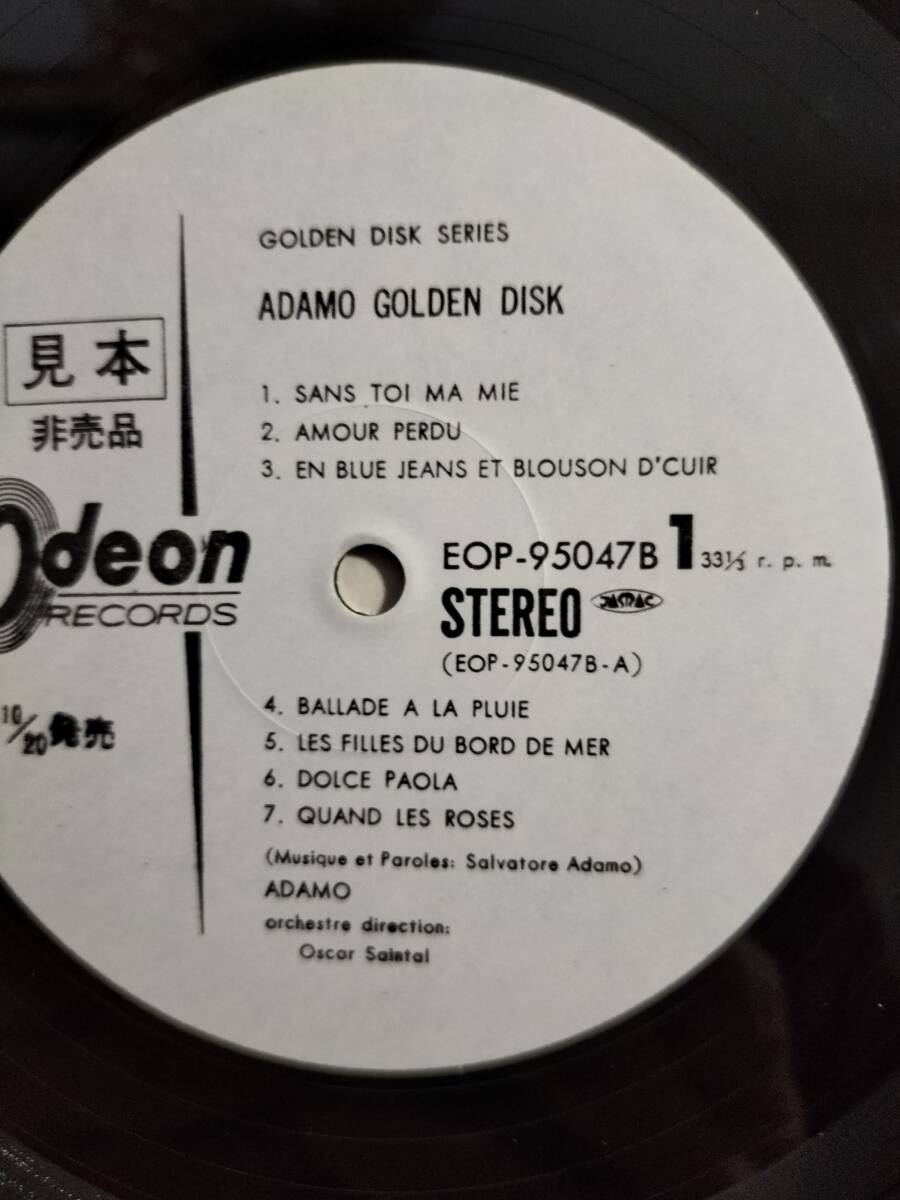 GOLDEN DISK SERIES
ADAMO GOLDEN DISK
見本
非売品
1. SANS TOI MA MIE
2. AMOUR PERDU
3. EN BLUE JEANS ET BLOUSON D'CUIR
Odeon
RECORDS
EOP-95047B 1 33⅓ r. p. m.
STEREO JASRAC
(EOP-95047B-A)
10/20発売
4. BALLADE A LA PLUIE
5. LES FILLES DU BORD DE MER
6. DOLCE PAOLA
7. QUAND LES ROSES
(Musique et Paroles: Salvatore Adamo)
ADAMO
orchestre direction:
Oscar Saintal